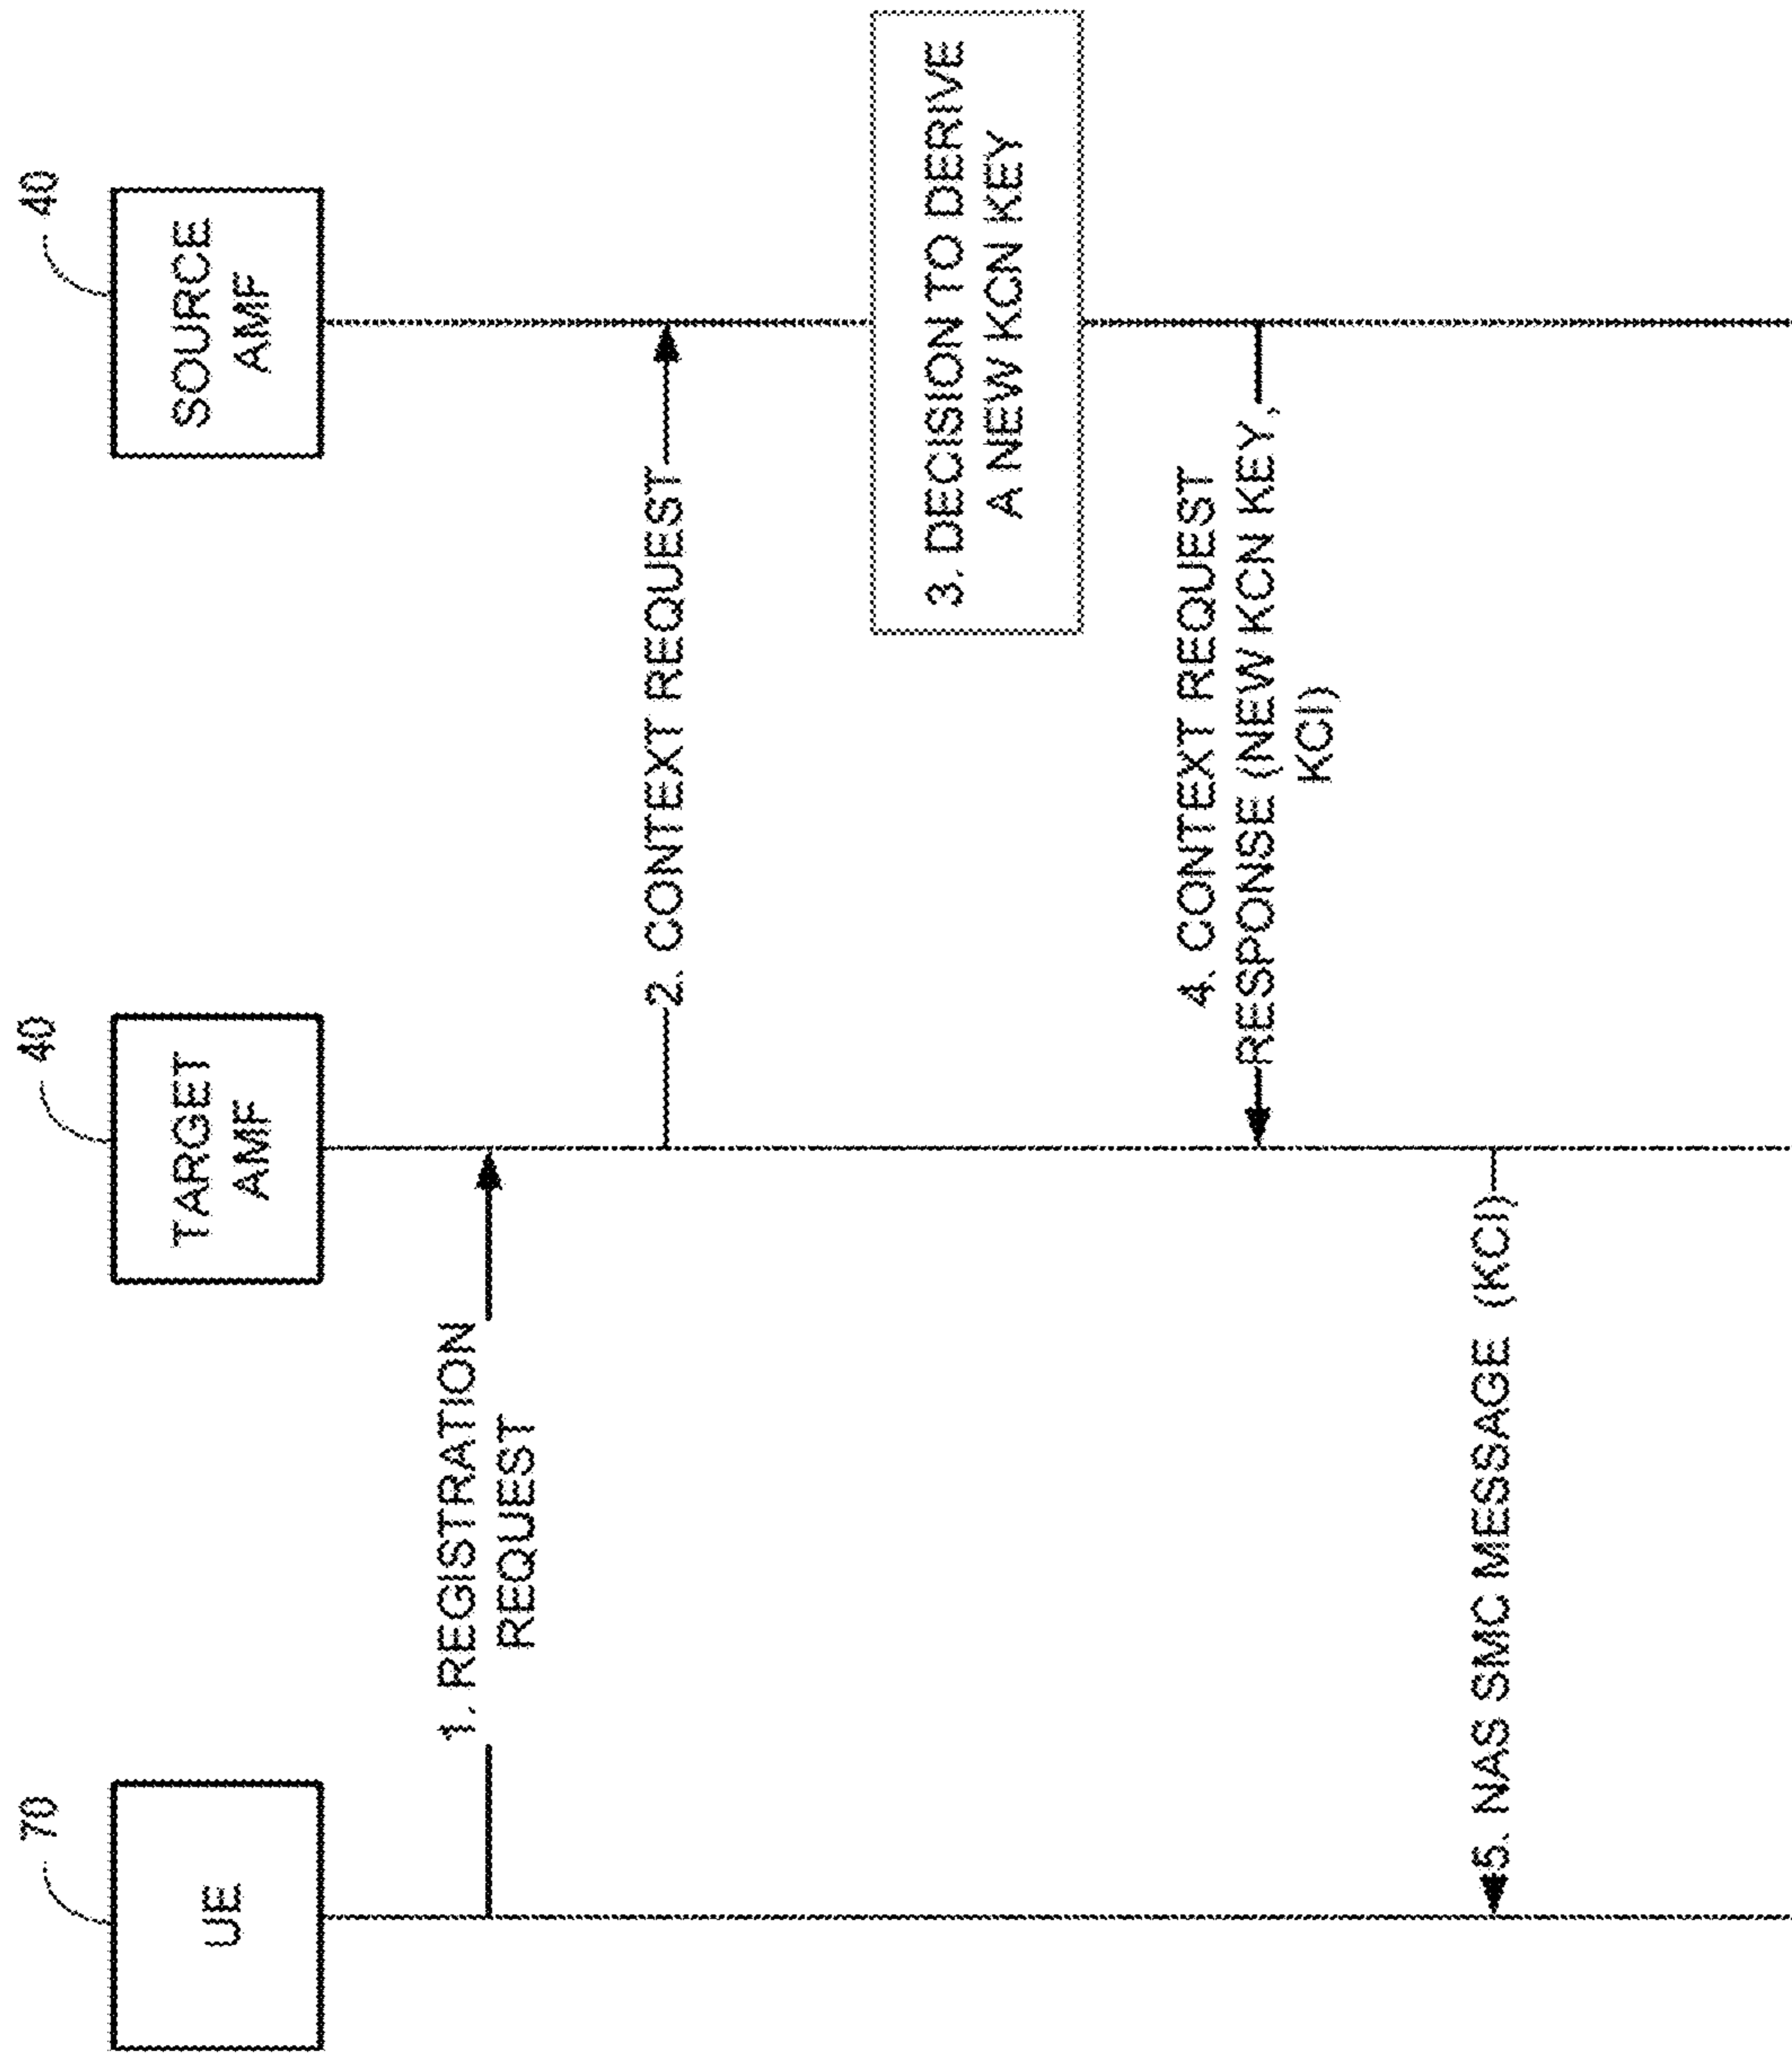 70
UE
40
TARGET
AMF
40
SOURCE
AMF
1. REGISTRATION
REQUEST
2. CONTEXT REQUEST
3. DECISION TO DERIVE
A NEW KCN KEY
4. CONTEXT REQUEST
RESPONSE (NEW KCN KEY,
KCI)
5. NAS SMC MESSAGE (KCI)